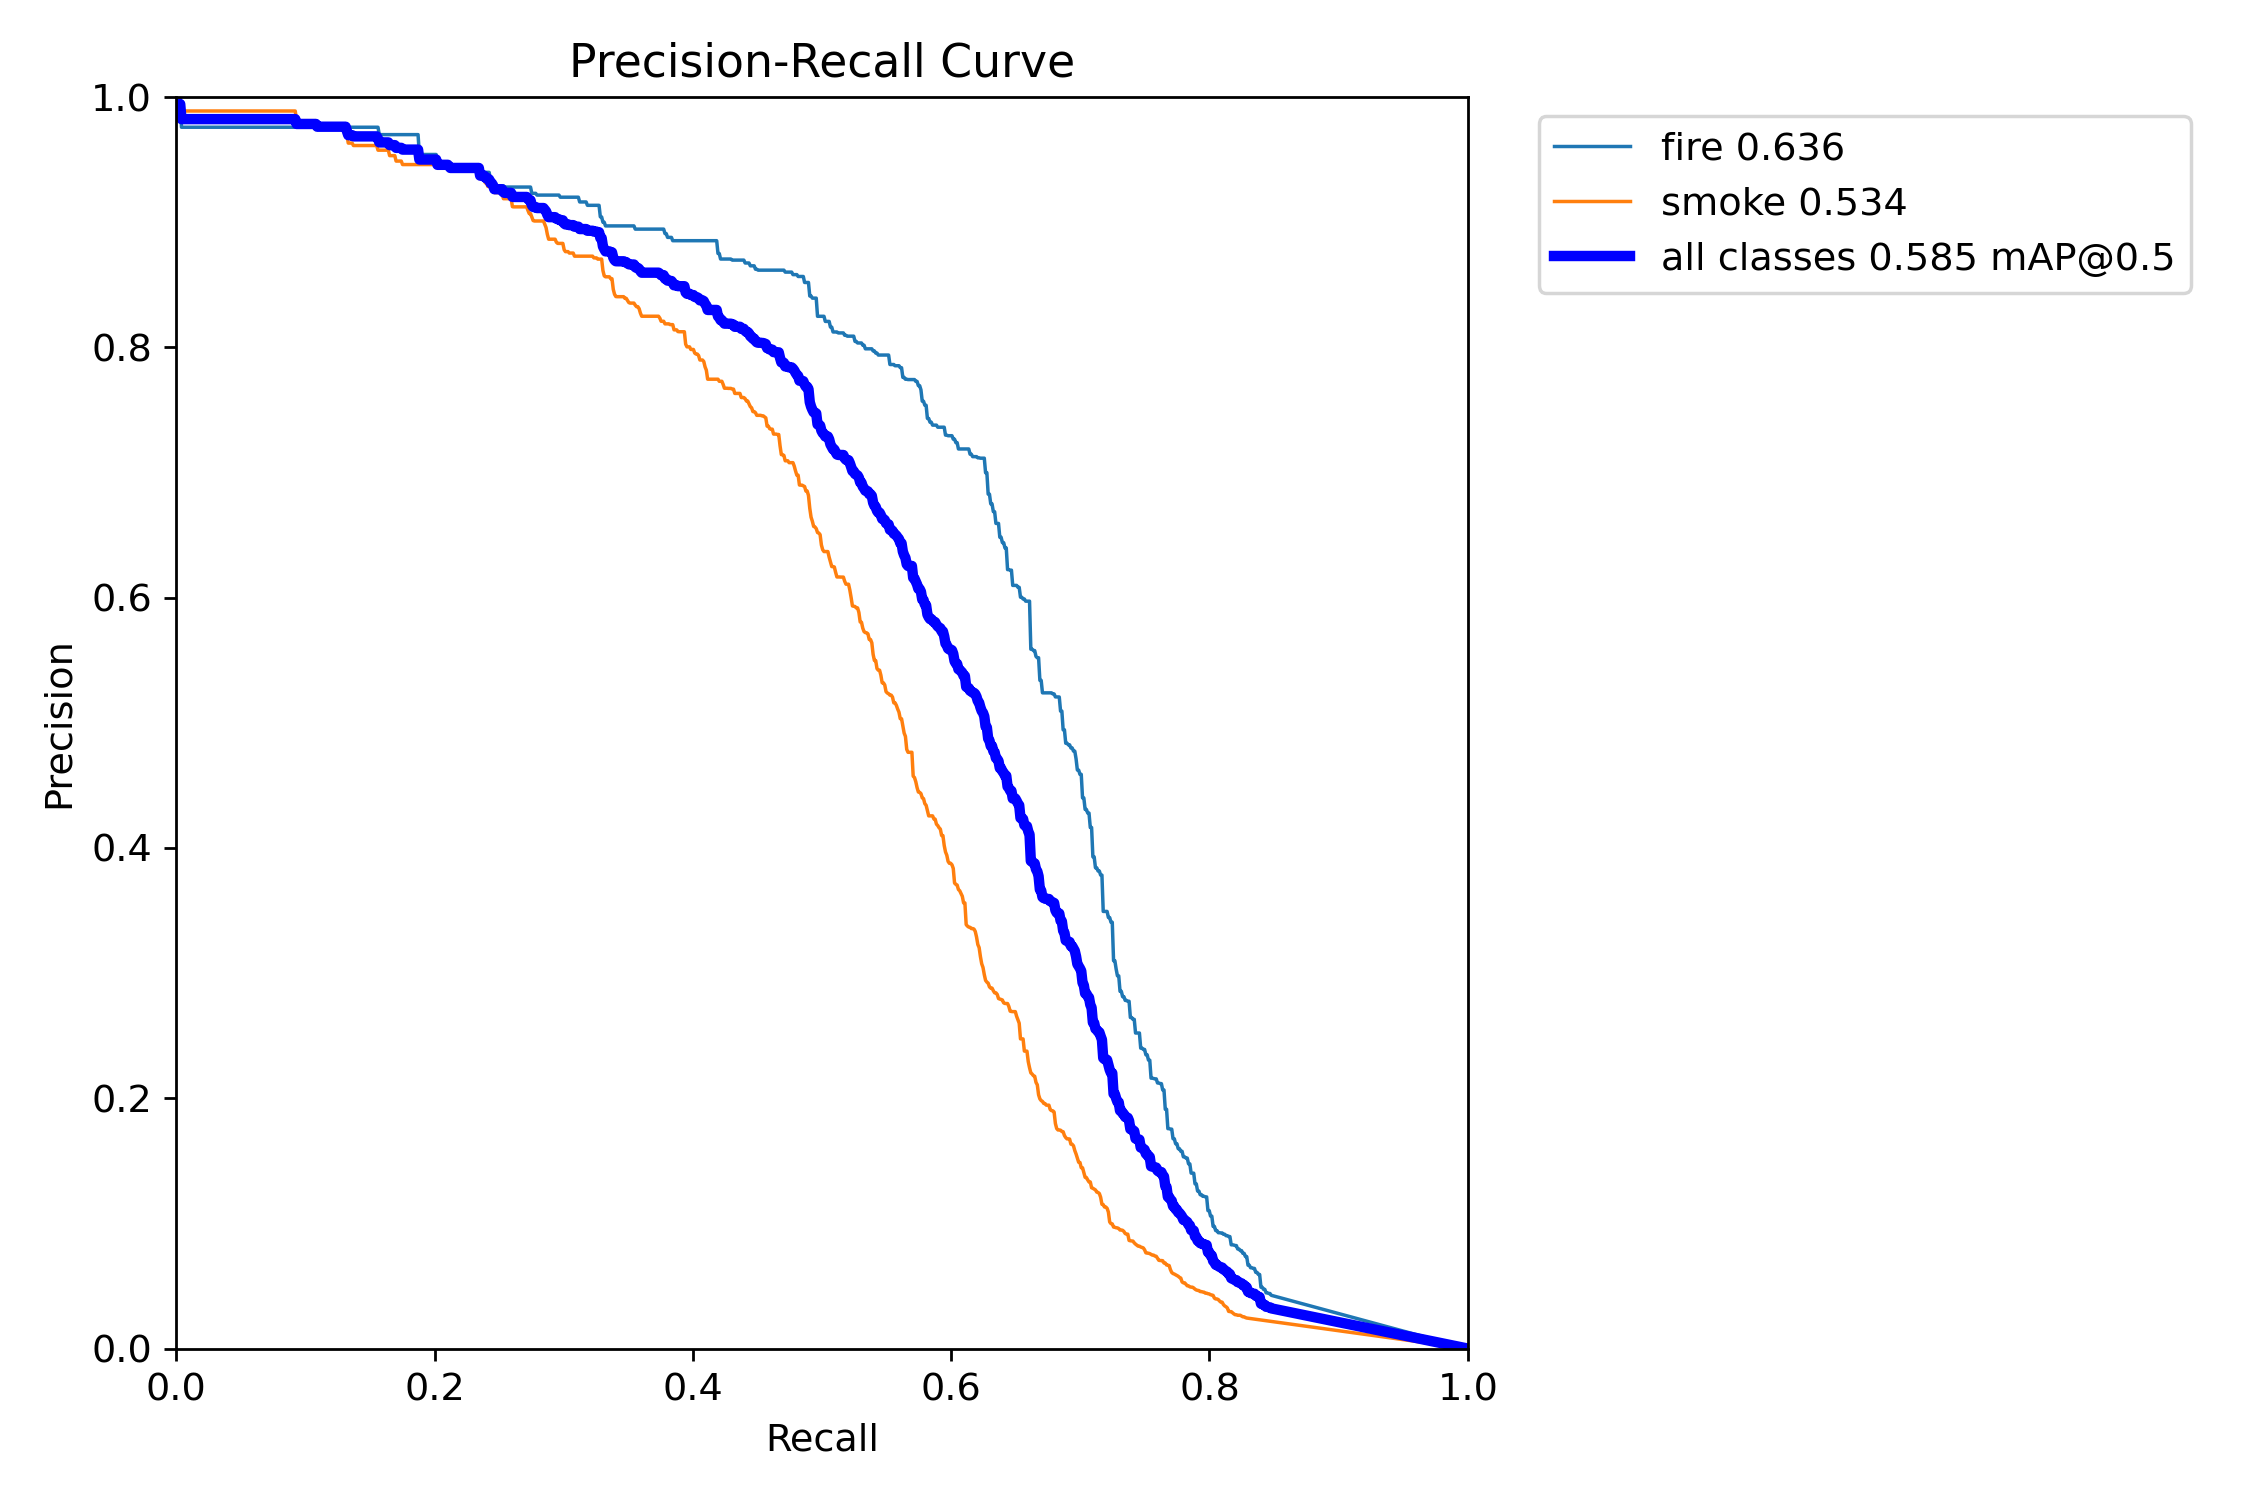 Precision-Recall Curve
1.0
0.8
0.6
0.4
0.2
0.0
Precision
0.0 0.2 0.4 0.6 0.8 1.0
Recall
fire 0.636
smoke 0.534
all classes 0.585 mAP@0.5